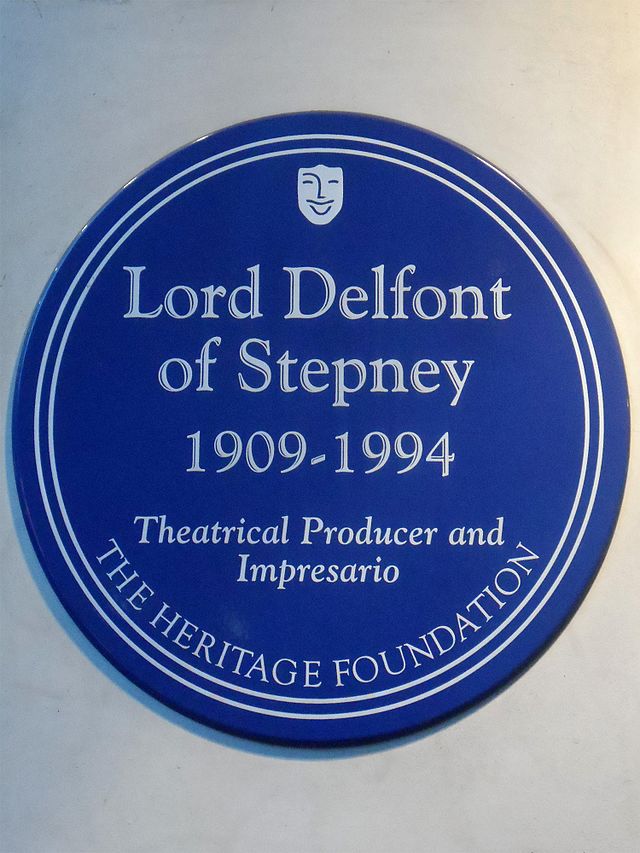 Lord Delfont
of Stepney
1909-1994
Theatrical Producer and
Impresario
THE HERITAGE FOUNDATION